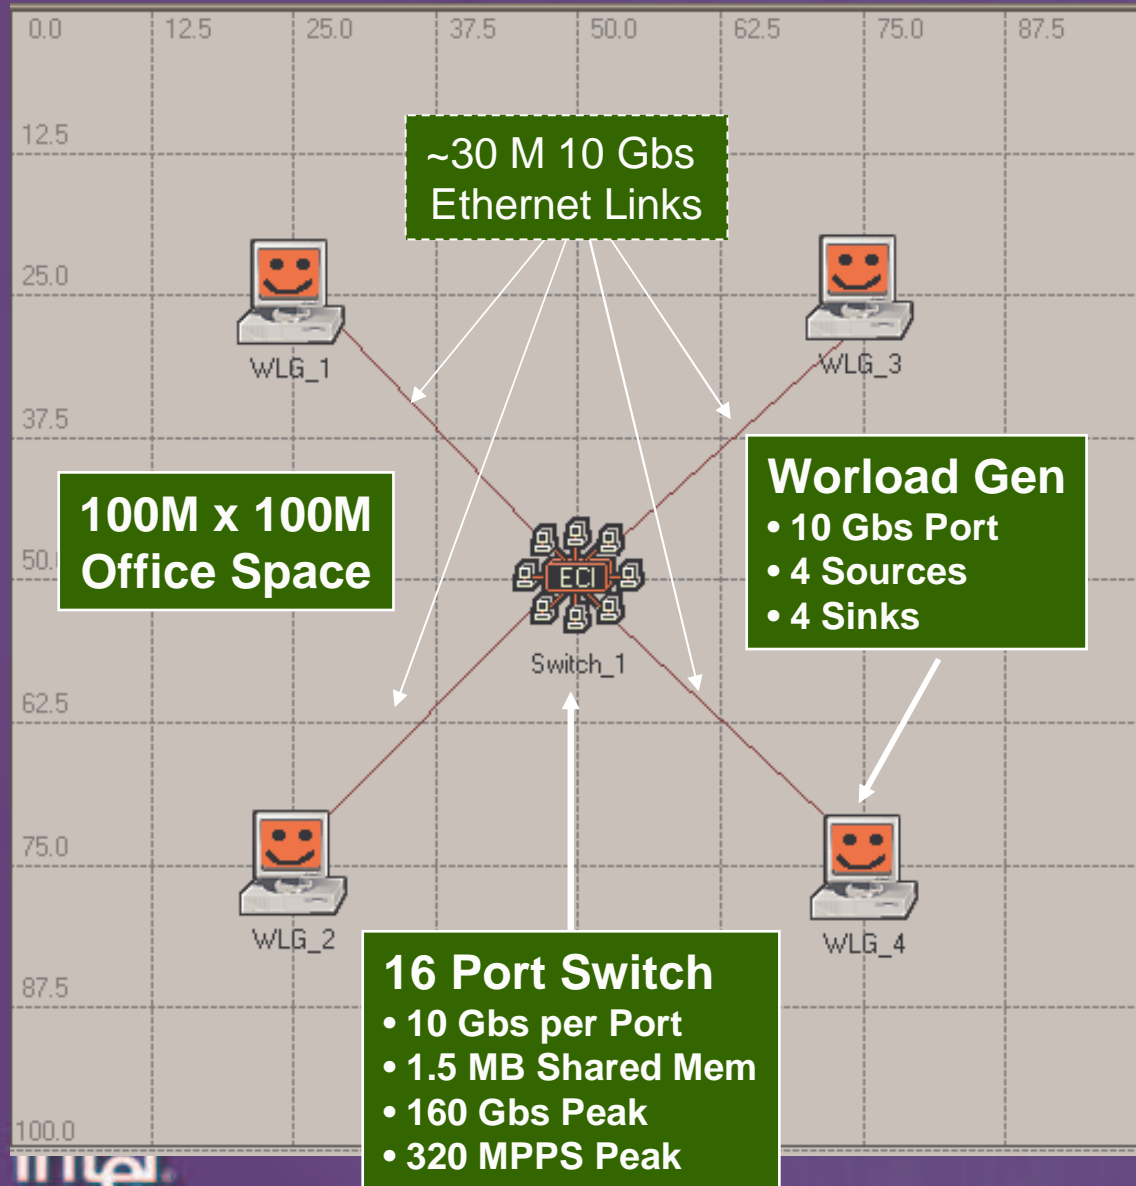 0.0 12.5 25.0 37.5 50.0 62.5 75.0 87.5
12.5
~30 M 10 Gbs
Ethernet Links
25.0
WLG_1
WLG_3
37.5
Worload Gen
• 10 Gbs Port
• 4 Sources
• 4 Sinks
100M x 100M
Office Space
50.
ECI
Switch_1
62.5
75.0
WLG_2
WLG_4
87.5
16 Port Switch
• 10 Gbs per Port
• 1.5 MB Shared Mem
• 160 Gbs Peak
• 320 MPPS Peak
100.0
intel